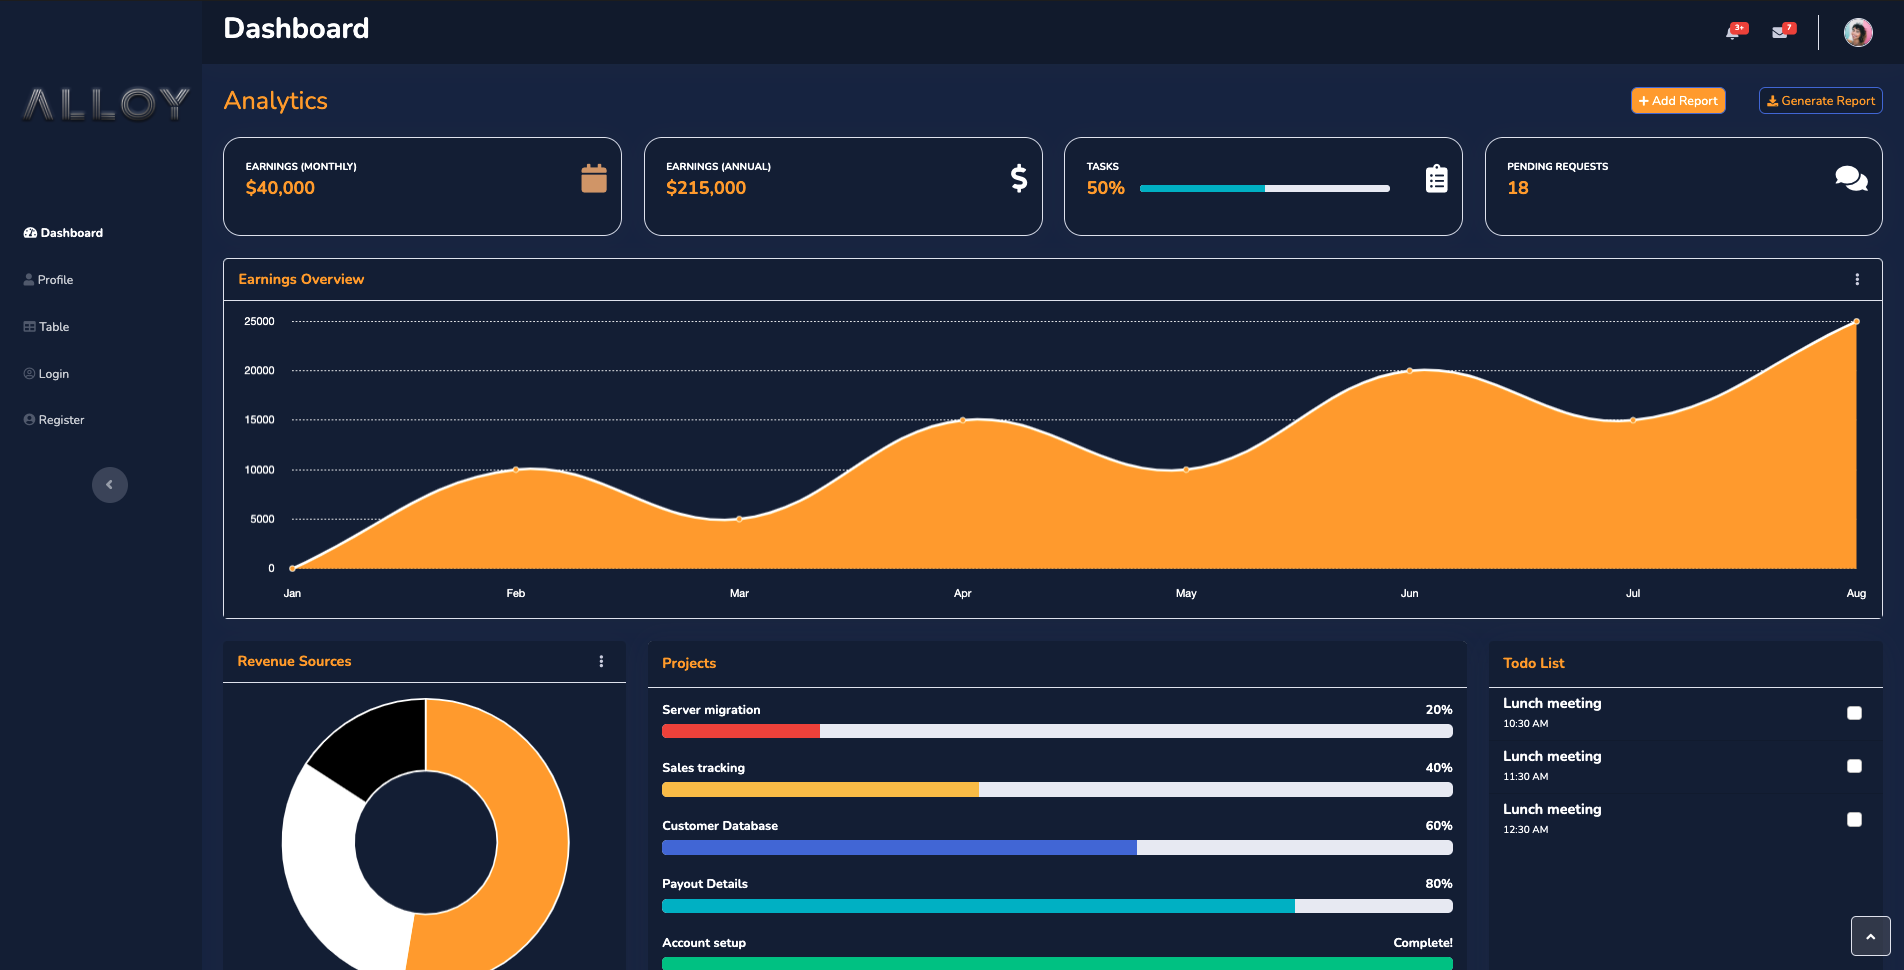 Dashboard
3+
7
ALLOY
Analytics
Add Report
Generate Report
EARNINGS (MONTHLY)
$40,000
EARNINGS (ANNUAL)
$215,000
TASKS
50%
PENDING REQUESTS
18
Dashboard
Profile
Table
Login
Register
Earnings Overview
25000
20000
15000
10000
5000
0
Jan Feb Mar Apr May Jun Jul Aug
Revenue Sources
Projects
Server migration 20%
Sales tracking 40%
Customer Database 60%
Payout Details 80%
Account setup Complete!
Todo List
Lunch meeting
10:30 AM
Lunch meeting
11:30 AM
Lunch meeting
12:30 AM